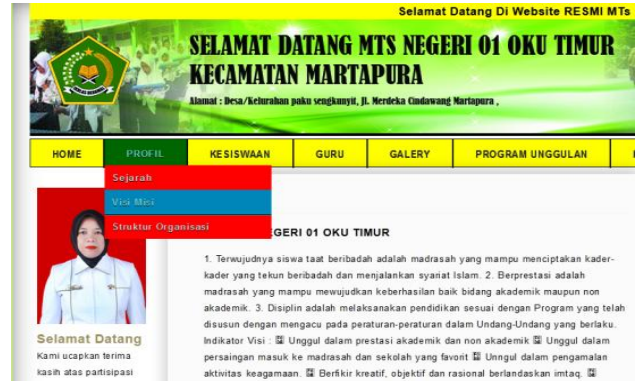 Selamat Datang Di Website RESMI MTs
SELAMAT DATANG MTS NEGERI 01 OKU TIMUR
KECAMATAN MARTAPURA
Alamat : Desa/Kelurahan paku sengkunyit, Jl. Merdeka Cindawang Martapura ,
HOME PROFIL KESISWAAN GURU GALERY PROGRAM UNGGULAN
Sejarah
Visi Misi
Struktur Organisasi
GERI 01 OKU TIMUR
1. Terwujudnya siswa taat beribadah adalah madrasah yang mampu menciptakan kader-
kader yang tekun beribadah dan menjalankan syariat Islam. 2. Berprestasi adalah
madrasah yang mampu mewujudkan keberhasilan baik bidang akademik maupun non
akademik. 3. Disiplin adalah melaksanakan pendidikan sesuai dengan Program yang telah
disusun dengan mengacu pada peraturan-peraturan dalam Undang-Undang yang berlaku.
Indikator Visi : Unggul dalam prestasi akademik dan non akademik Unggul dalam
persaingan masuk ke madrasah dan sekolah yang favorit Ungul dalam pengamalan
aktivitas keagamaan. Berfikir kreatif, objektif dan rasional berlandaskan imtaq.
Selamat Datang
Kami ucapkan terima
kasih atas partisipasi